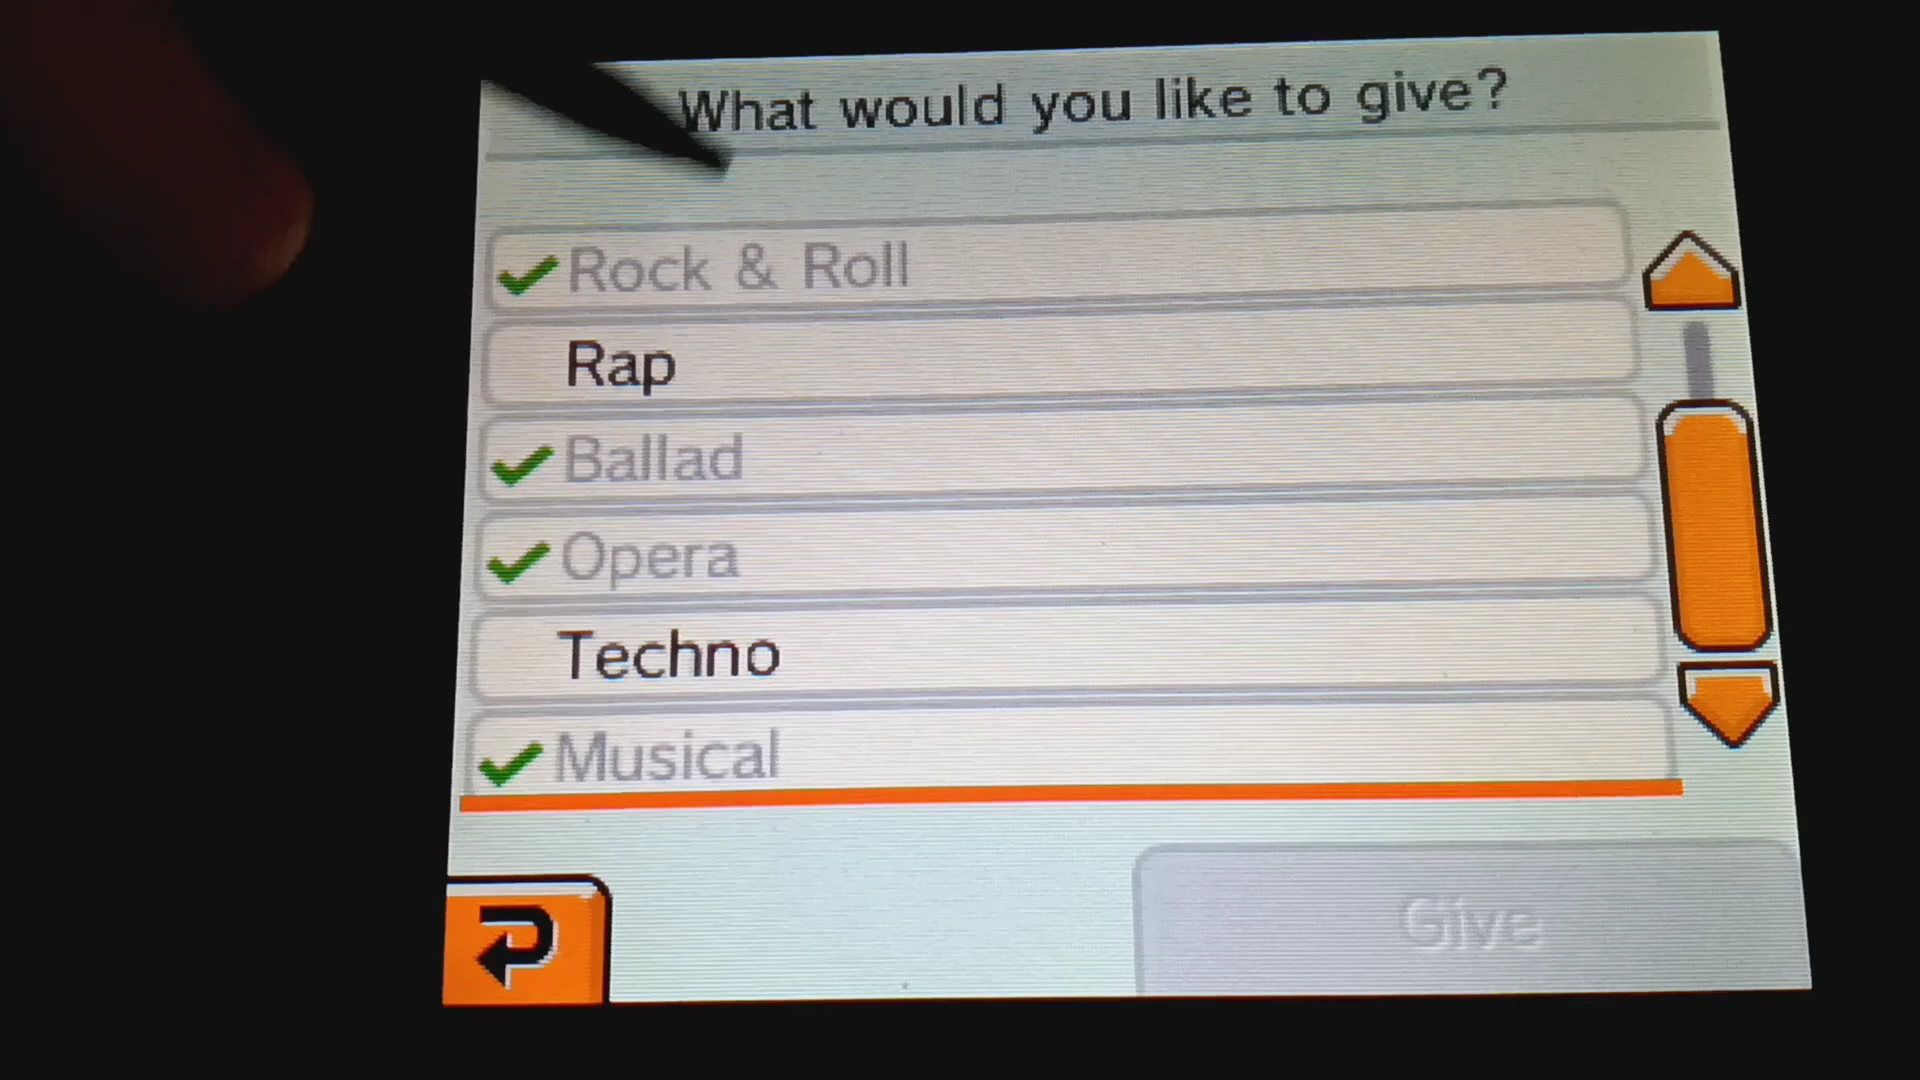 What would you like to give?
Rock & Roll
Rap
Ballad
Opera
Techno
Musical
Give